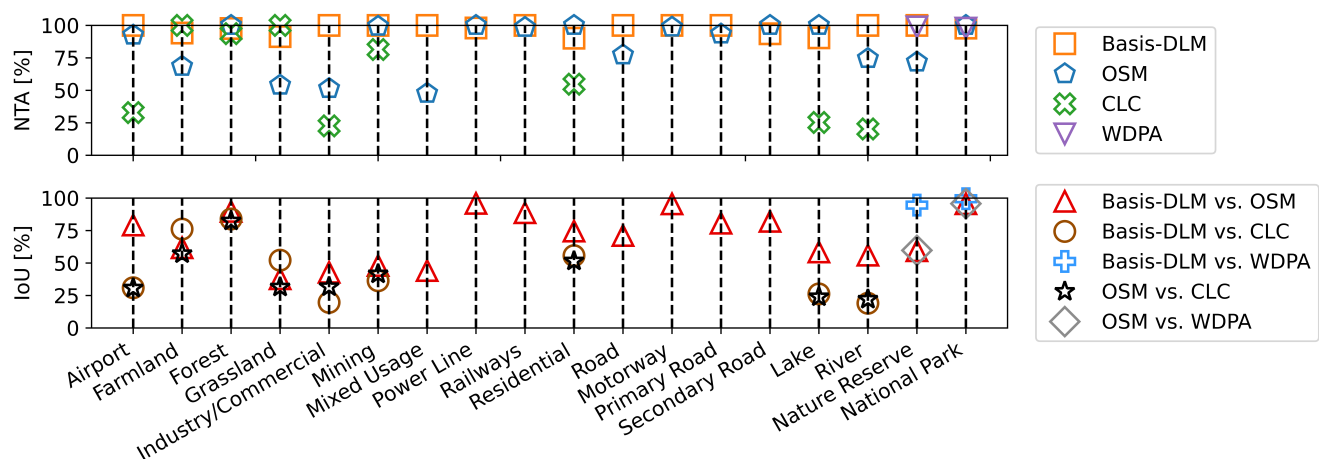 NTA [%]
100
75
50
25
0
Basis-DLM
OSM
CLC
WDPA
IoU [%]
100
75
50
25
0
Basis-DLM vs. OSM
Basis-DLM vs. CLC
Basis-DLM vs. WDPA
OSM vs. CLC
OSM vs. WDPA
Airport
Farmland
Forest
Grassland
Industry/Commercial
Mining
Mixed Usage
Power Line
Railways
Residential
Road
Motorway
Primary Road
Secondary Road
Lake
River
Nature Reserve
National Park